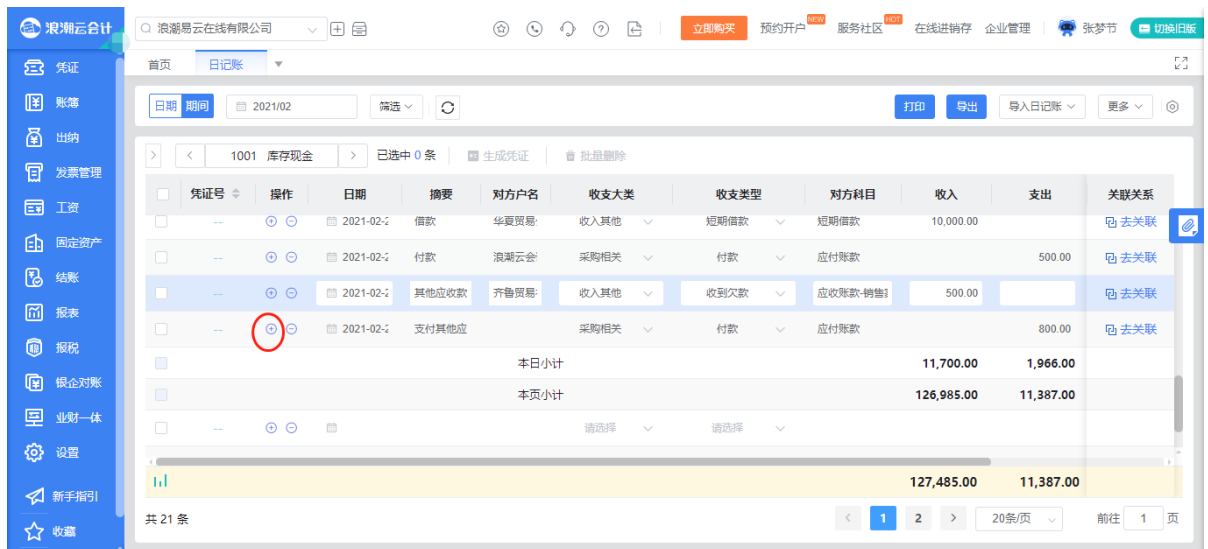 浪潮云会计 浪潮易云在线有限公司 立即购买 预约开户 NEW 服务社区 HOT 在线进销存 企业管理 张梦节 切换旧版
凭证
账簿
出纳
发票管理
工资
固定资产
结账
报表
报税
银企对账
业财一体
设置
新手指引
收藏
首页 日记账
日期 期间 2021/02 筛选 打印 导出 导入日记账 更多
1001 库存现金 已选中 0 条 生成凭证 批量删除
凭证号 操作 日期 摘要 对方户名 收支大类 收支类型 对方科目 收入 支出 关联关系
-- 2021-02-2 借款 华夏贸易 收入其他 短期借款 短期借款 10,000.00 去关联
-- 2021-02-2 付款 浪潮云会 采购相关 付款 应付账款 500.00 去关联
-- 2021-02-2 其他应收款 齐鲁贸易 收入其他 收到欠款 应收账款-销售 500.00 去关联
-- 2021-02-2 支付其他应 采购相关 付款 应付账款 800.00 去关联
本日小计 11,700.00 1,966.00
本页小计 126,985.00 11,387.00
-- 请选择 请选择
127,485.00 11,387.00
共 21 条 1 2 20条/页 前往 1 页